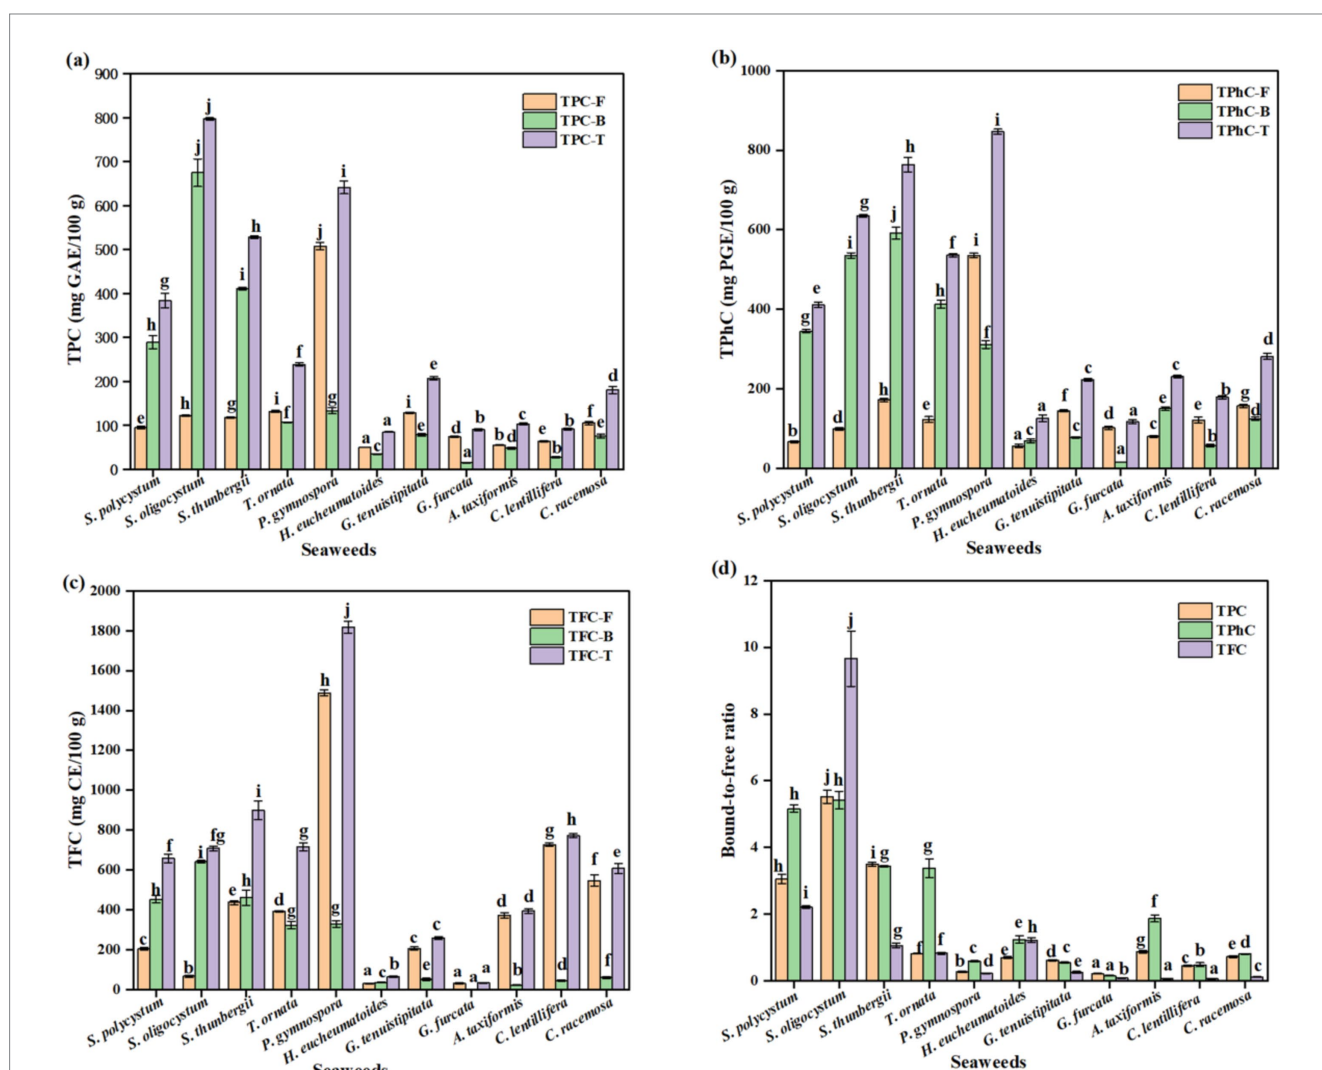 (a)
900
800
700
600
500
400
300
200
100
0
TPC (mg GAE/100 g)
TPC-F
TPC-B
TPC-T
e h g
h j j
g i h
i f f
j g i
a c a
i e e
d a b
b d c
e b b
f e d
S. polycystum
S. oligocystum
S. thunbergii
T. ornata
P. gymnospora
H. eucheumatoides
G. tenuistipitata
G. furcata
A. taxiformis
C. lentillifera
C. racemosa
Seaweeds
(b)
1000
800
600
400
200
0
TPhC (mg PGE/100 g)
TPhC-F
TPhC-B
TPhC-T
b g e
d i g
h j h
e h f
i f i
a c a
f c c
d a a
c e c
e b b
g d d
S. polycystum
S. oligocystum
S. thunbergii
T. ornata
P. gymnospora
H. eucheumatoides
G. tenuistipitata
G. furcata
A. taxiformis
C. lentillifera
C. racemosa
Seaweeds
(c)
2000
1800
1600
1400
1200
1000
800
600
400
200
0
TFC (mg CE/100 g)
TFC-F
TFC-B
TFC-T
c h f
b i fg
e g i
d g g
h g j
a c b
c e c
a a a
d b d
g d h
f f e
S. polycystum
S. oligocystum
S. thunbergii
T. ornata
P. gymnospora
H. eucheumatoides
G. tenuistipitata
G. furcata
A. taxiformis
C. lentillifera
C. racemosa
Seaweeds
(d)
12
10
8
6
4
2
0
Bound-to-free ratio
TPC
TPhC
TFC
h h i
j h j
i g g
f g f
b c d
e e h
d c e
a a b
g f a
c b a
e d c
S. polycystum
S. oligocystum
S. thunbergii
T. ornata
P. gymnospora
H. eucheumatoides
G. tenuistipitata
G. furcata
A. taxiformis
C. lentillifera
C. racemosa
Seaweeds